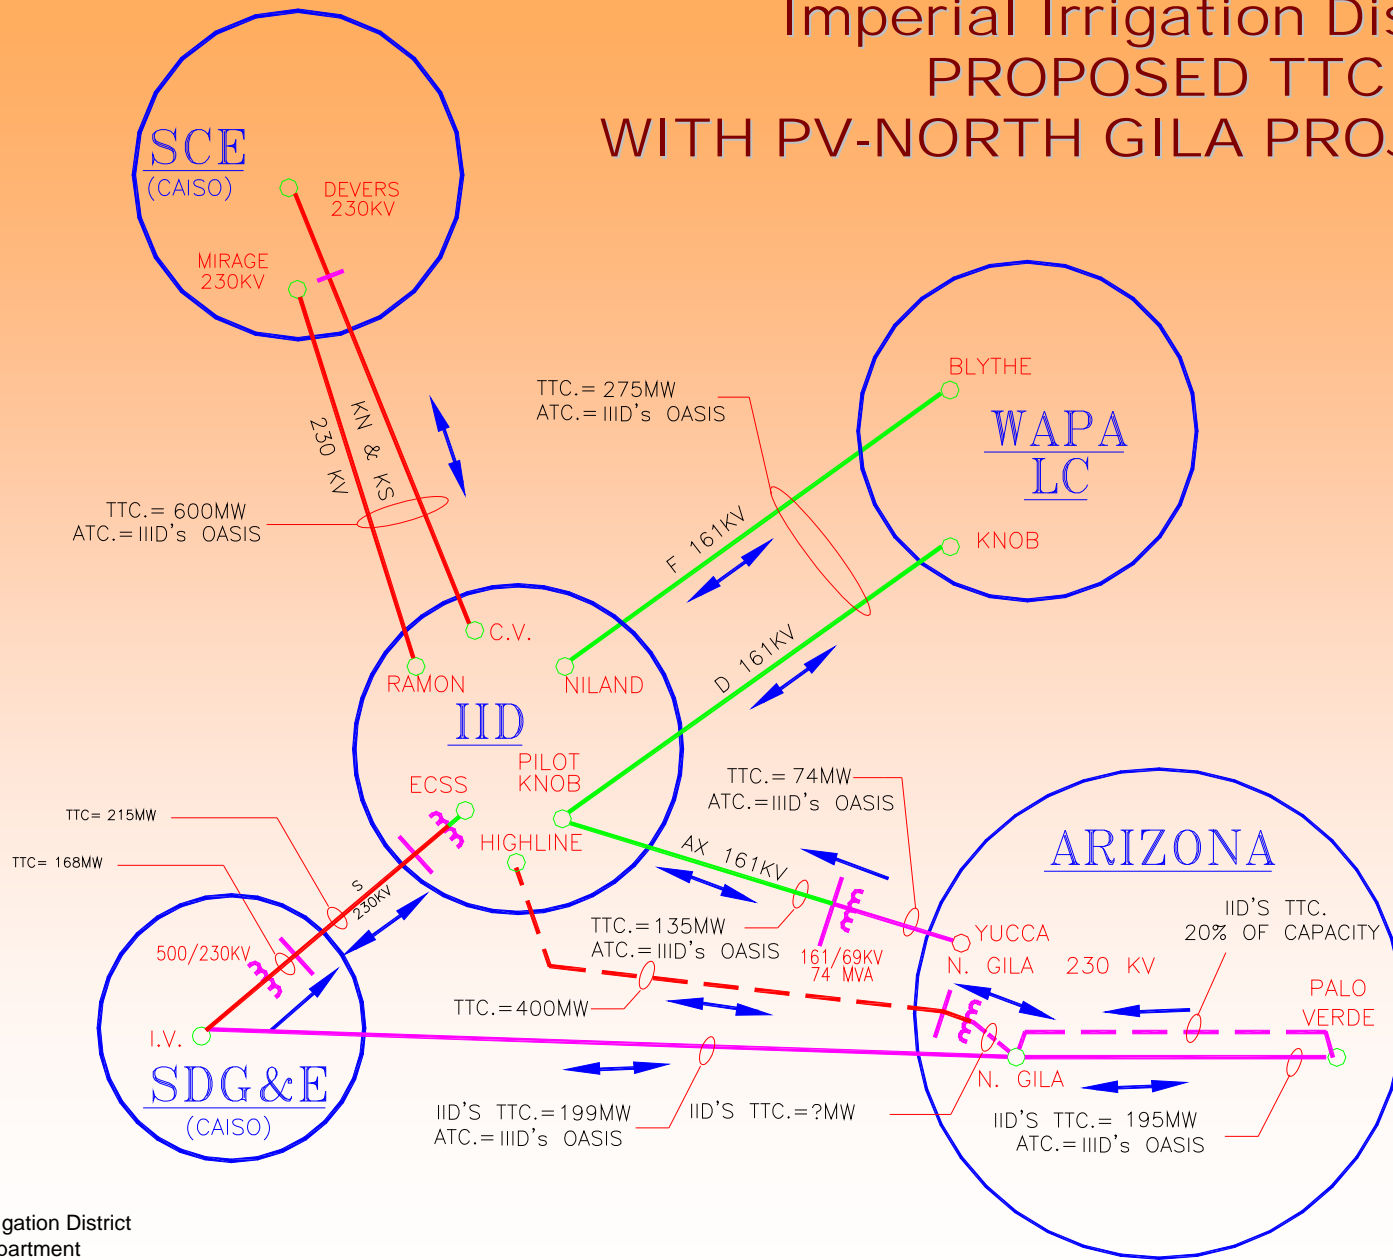 Imperial Irrigation Dis
PROPOSED TTC
WITH PV-NORTH GILA PROJ
SCE
(CAISO)
DEVERS
230KV
MIRAGE
230KV
BLYTHE
WAPA
LC
KNOB
TTC.= 275MW
ATC.=IIID's OASIS
KN & KS
230 KV
TTC.= 600MW
ATC.=IIID's OASIS
F 161KV
D 161KV
C.V.
RAMON
NILAND
IID
PILOT
KNOB
ECSS
HIGHLINE
TTC.= 74MW
ATC.=IIID's OASIS
TTC= 215MW
TTC= 168MW
S
230KV
AX 161KV
ARIZONA
TTC.=135MW
ATC.=IIID's OASIS
161/69KV
74 MVA
YUCCA
N. GILA 230 KV
IID'S TTC.
20% OF CAPACITY
PALO
VERDE
500/230KV
TTC.=400MW
I.V.
SDG&E
(CAISO)
N. GILA
IID'S TTC.=199MW
ATC.=IIID's OASIS
IID'S TTC.=?MW
IID'S TTC.= 195MW
ATC.=IIID's OASIS
gation District
partment